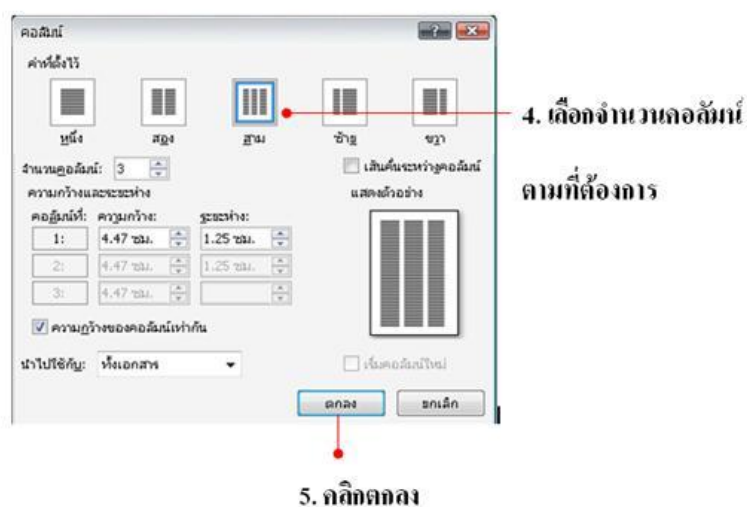 คอลัมน์
ค่าที่ตั้งไว้
หนึ่ง สอง สาม ซ้าย ขวา
4. เลือกจำนวนคอลัมน์
ตามที่ต้องการ
จำนวนคอลัมน์: 3
เส้นคั่นระหว่างคอลัมน์
ความกว้างและระยะห่าง
แสดงตัวอย่าง
คอลัมน์ที่: ความกว้าง: ระยะห่าง:
1: 4.47 ซม. 1.25 ซม.
2: 4.47 ซม. 1.25 ซม.
3: 4.47 ซม.
ความกว้างของคอลัมน์เท่ากัน
นำไปใช้กับ: ทั้งเอกสาร
เริ่มคอลัมน์ใหม่
ตกลง ยกเลิก
5. คลิกตกลง